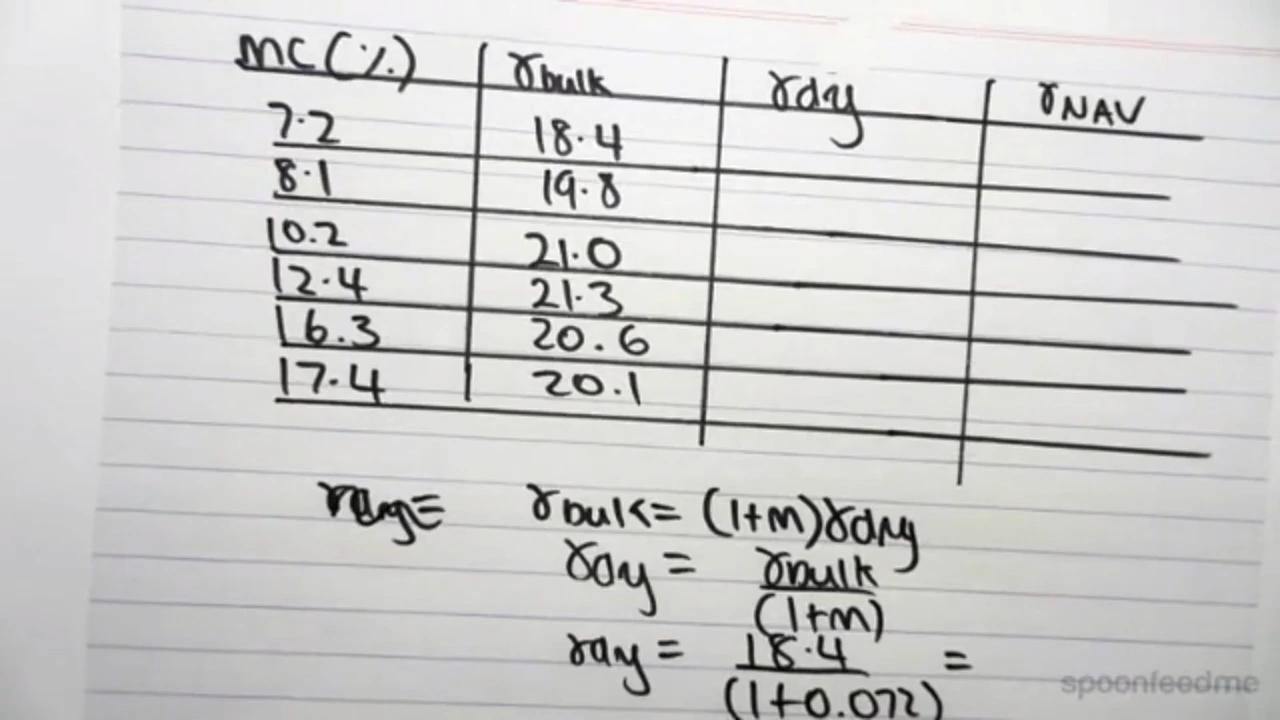 MC (%) γbulk γdry γNAV
7.2 18.4
8.1 19.8
10.2 21.0
12.4 21.3
16.3 20.6
17.4 20.1
γbulk = (1+m)γdry
γdry = γbulk
(1+m)
γdry = 18.4 =
(1+0.072)
spoonfeedme